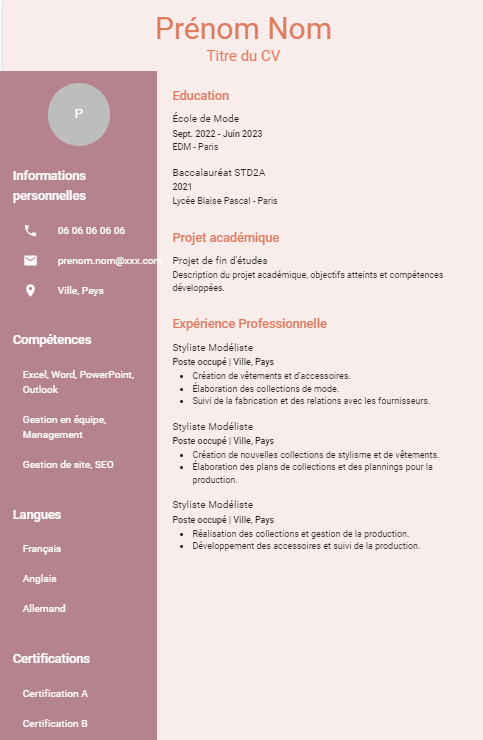 Prénom Nom
Titre du CV
P
Informations
personnelles
06 06 06 06 06
prenom.nom@xxx.com
Ville, Pays
Compétences
Excel, Word, PowerPoint,
Outlook
Gestion en équipe,
Management
Gestion de site, SEO
Langues
Français
Anglais
Allemand
Certifications
Certification A
Certification B
Education
École de Mode
Sept. 2022 - Juin 2023
EDM - Paris
Baccalauréat STD2A
2021
Lycée Blaise Pascal - Paris
Projet académique
Projet de fin d'études
Description du projet académique, objectifs atteints et compétences
développées.
Expérience Professionnelle
Styliste Modéliste
Poste occupé | Ville, Pays
• Création de vêtements et d'accessoires.
• Élaboration des collections de mode.
• Suivi de la fabrication et des relations avec les fournisseurs.
Styliste Modéliste
Poste occupé | Ville, Pays
• Création de nouvelles collections de stylisme et de vêtements.
• Élaboration des plans de collections et des plannings pour la
production.
Styliste Modéliste
Poste occupé | Ville, Pays
• Réalisation des collections et gestion de la production.
• Développement des accessoires et suivi de la production.